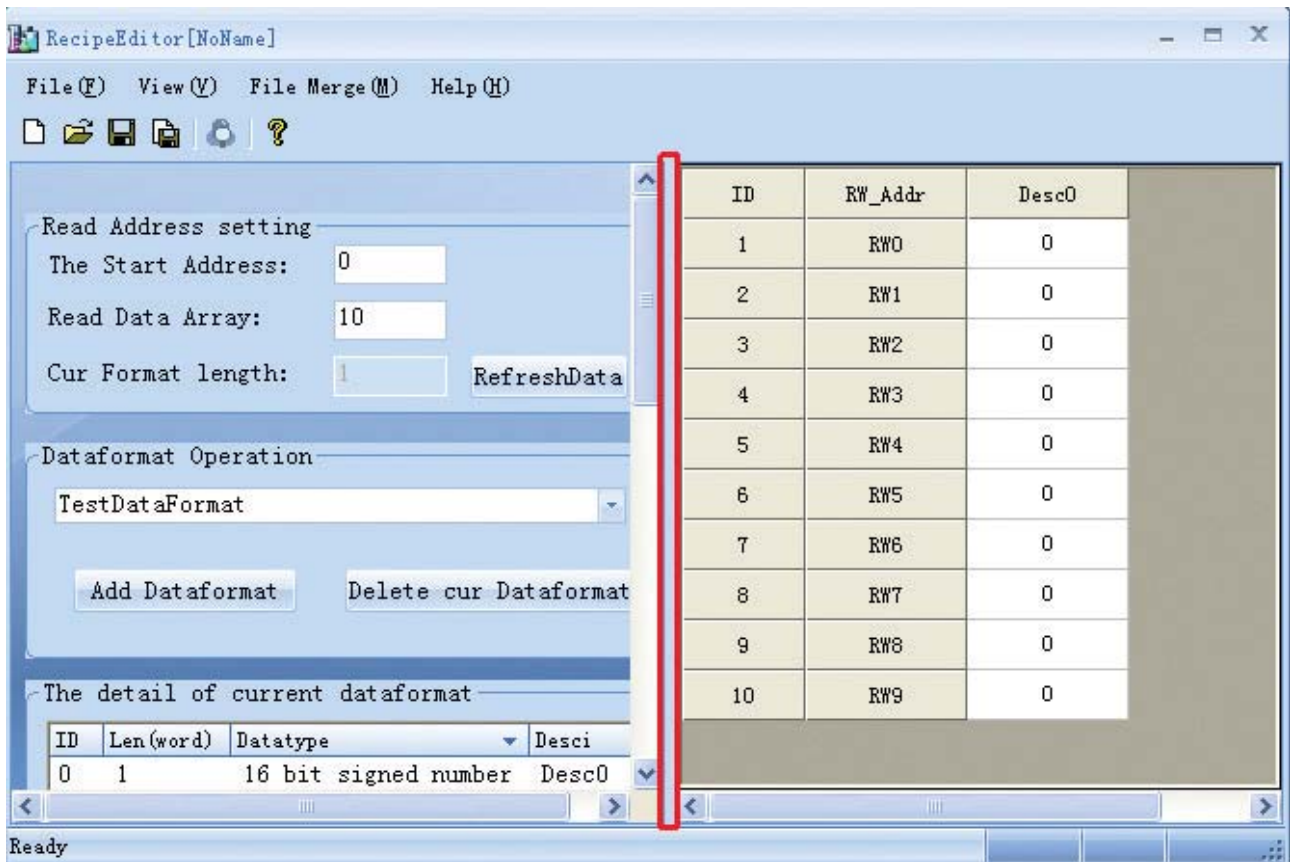 RecipeEditor[NoName]
File(F) View(V) File Merge(M) Help(H)
Read Address setting
The Start Address: 0
Read Data Array: 10
Cur Format length: 1 RefreshData
Dataformat Operation
TestDataFormat
Add Dataformat Delete cur Dataformat
The detail of current dataformat
ID Len(word) Datatype Desci
0 1 16 bit signed number Desc0
ID RW_Addr Desc0
1 RW0 0
2 RW1 0
3 RW2 0
4 RW3 0
5 RW4 0
6 RW5 0
7 RW6 0
8 RW7 0
9 RW8 0
10 RW9 0
Ready